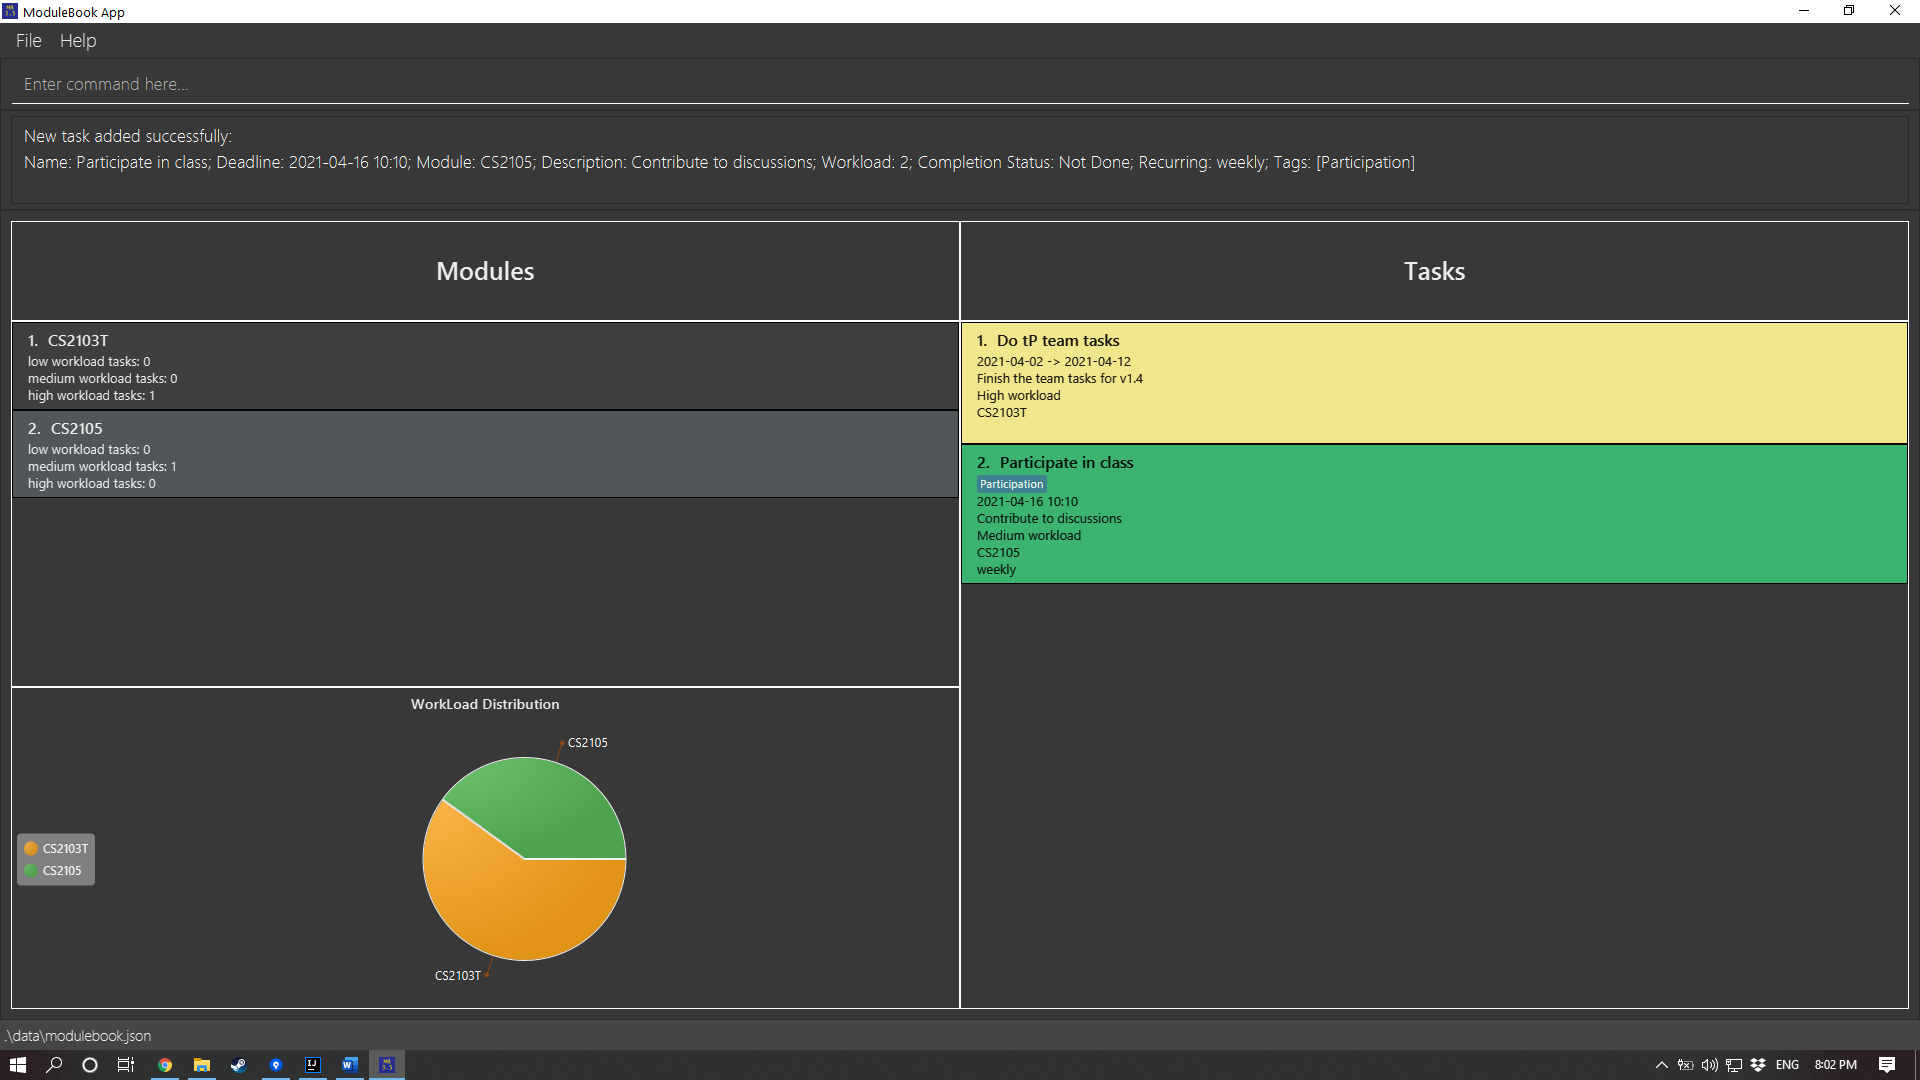 ModuleBook App
File Help
Enter command here...
New task added successfully:
Name: Participate in class; Deadline: 2021-04-16 10:10; Module: CS2105; Description: Contribute to discussions; Workload: 2; Completion Status: Not Done; Recurring: weekly; Tags: [Participation]
Modules
1. CS2103T
low workload tasks: 0
medium workload tasks: 0
high workload tasks: 1
2. CS2105
low workload tasks: 0
medium workload tasks: 1
high workload tasks: 0
WorkLoad Distribution
CS2105
CS2103T
CS2105
CS2103T
Tasks
1. Do tP team tasks
2021-04-02 -> 2021-04-12
Finish the team tasks for v1.4
High workload
CS2103T
2. Participate in class
Participation
2021-04-16 10:10
Contribute to discussions
Medium workload
CS2105
weekly
.\data\modulebook.json
ENG 8:02 PM